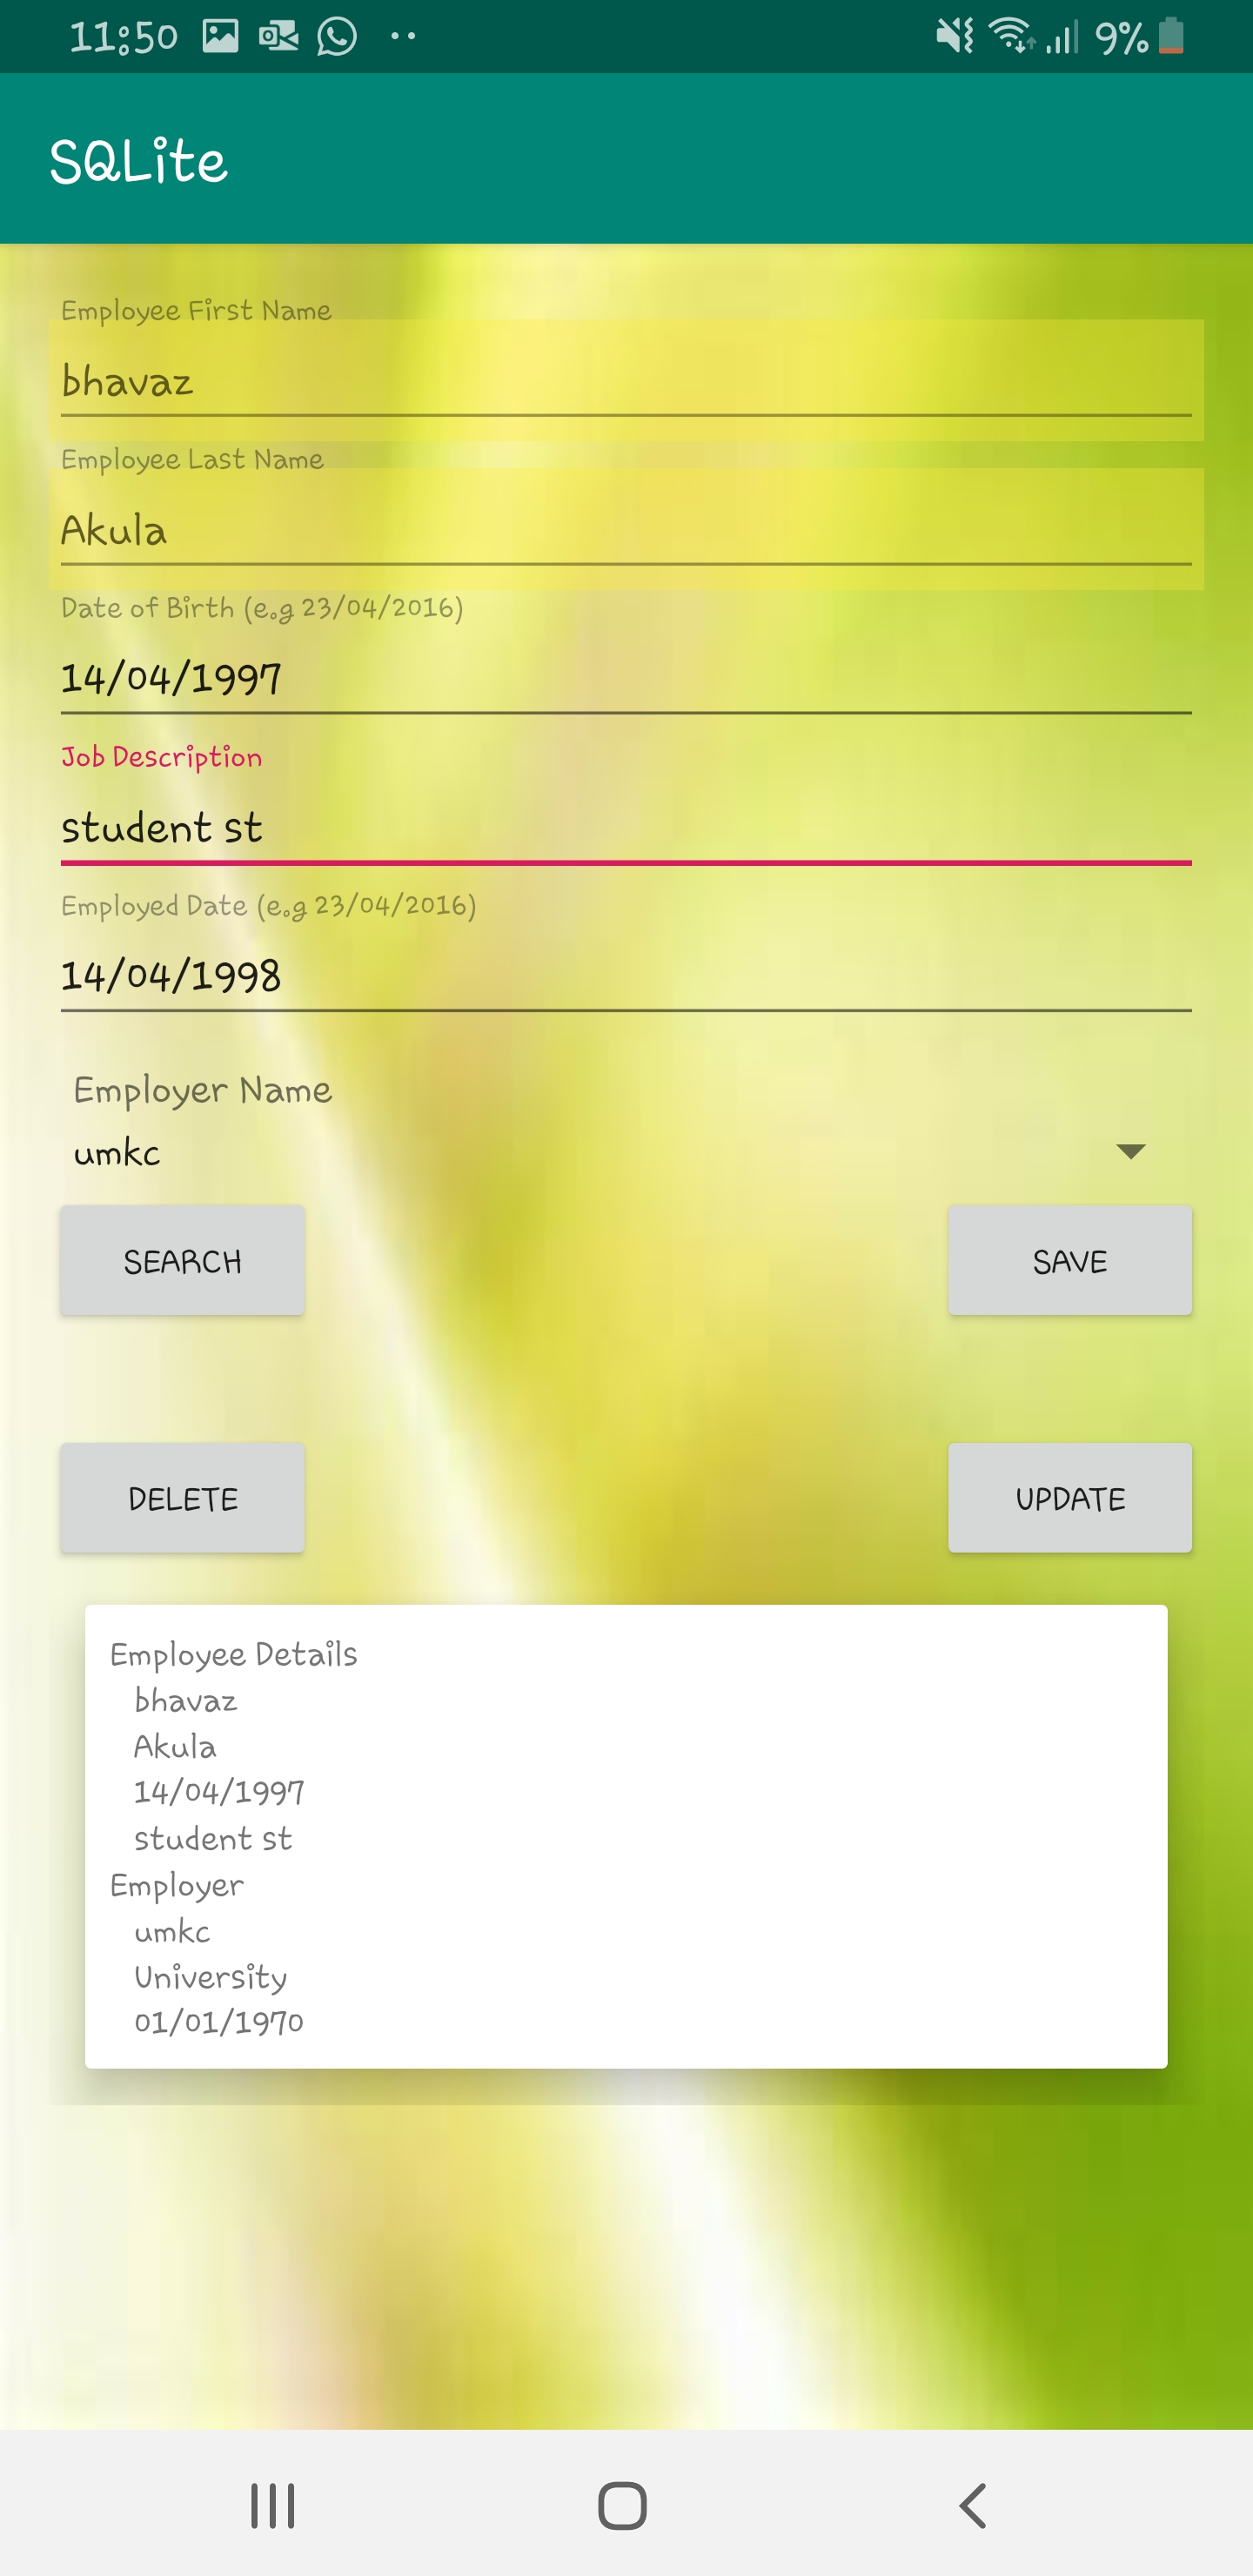 11:50 9%
SQLite
Employee First Name
bhavaz
Employee Last Name
Akula
Date of Birth (e.g 23/04/2016)
14/04/1997
Job Description
student st
Employed Date (e.g 23/04/2016)
14/04/1998
Employer Name
umkc
SEARCH SAVE
DELETE UPDATE
Employee Details
bhavaz
Akula
14/04/1997
student st
Employer
umkc
University
01/01/1970